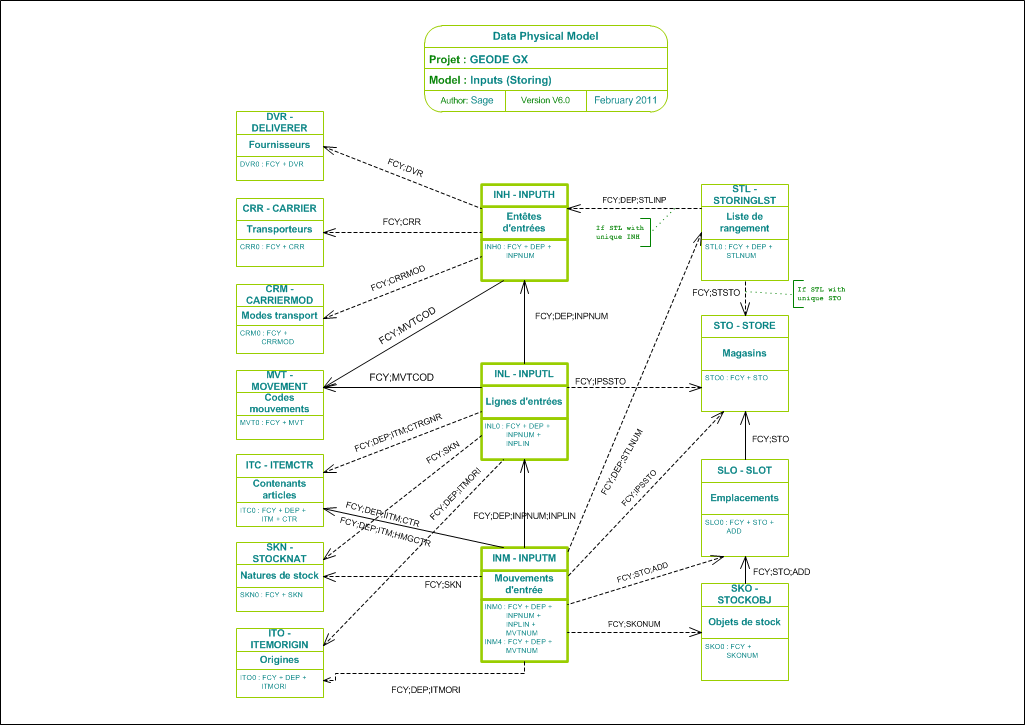 Data Physical Model
Projet : GEODE GX
Model : Inputs (Storing)
Author: Sage
Version V6.0
February 2011
DVR -
DELIVERER
Fournisseurs
DVR0 : FCY + DVR
CRR - CARRIER
Transporteurs
CRR0 : FCY + CRR
CRM -
CARRIERMOD
Modes transport
CRM0 : FCY +
CRRMOD
MVT -
MOVEMENT
Codes
mouvements
MVT0 : FCY + MVT
ITC - ITEMCTR
Contenants
articles
ITC0 : FCY + DEP +
ITM + CTR
SKN -
STOCKNAT
Natures de stock
SKN0 : FCY + SKN
ITO -
ITEMORIGIN
Origines
ITO0 : FCY + DEP +
ITMORI
FCY;DVR
FCY;CRR
FCY;CRRMOD
FCY;MVTCOD
FCY;MVTCOD
FCY;DEP;ITM;CTRGNR
FCY;SKN
FCY;DEP;ITMORI
FCY;DEP;ITM;CTR
FCY;DEP;ITM;HMGCTR
FCY;SKN
FCY;DEP;ITMORI
INH - INPUTH
Entêtes
d'entrées
INH0 : FCY + DEP +
INPNUM
FCY;DEP;INPNUM
INL - INPUTL
Lignes d'entrées
INL0 : FCY + DEP +
INPNUM +
INPLIN
FCY;DEP;INPNUM;INPLIN
INM - INPUTM
Mouvements
d'entrée
INM0 : FCY + DEP +
INPNUM +
INPLIN +
MVTNUM
INM4 : FCY + DEP +
MVTNUM
FCY;DEP;STLINP
If STL with
unique INH
FCY;IPSSTO
FCY;DEP;STLNUM
FCY;IPSSTO
FCY;STO;ADD
FCY;SKONUM
STL -
STORINGLST
Liste de
rangement
STL0 : FCY + DEP +
STLNUM
FCY;STSTO
If STL with
unique STO
STO - STORE
Magasins
STO0 : FCY + STO
FCY;STO
SLO - SLOT
Emplacements
SLO0 : FCY + STO +
ADD
FCY;STO;ADD
SKO -
STOCKOBJ
Objets de stock
SKO0 : FCY +
SKONUM